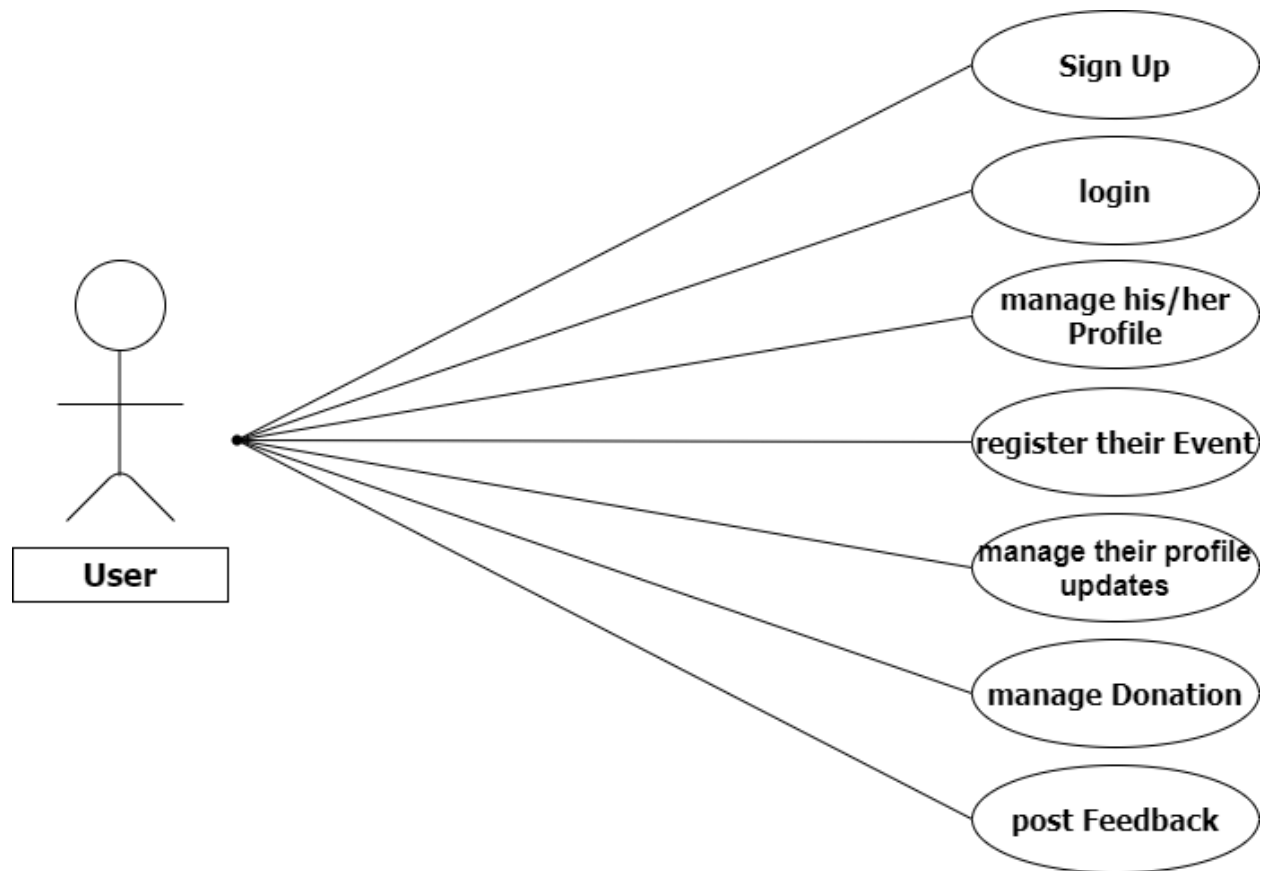 Sign Up
login
manage his/her
Profile
register their Event
manage their profile
updates
manage Donation
post Feedback
User